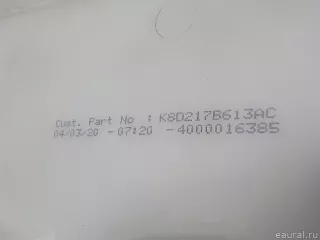 Cust. Part No : K8D217B613AC
04/03/20 -07:20 -4000016385
eaural.ru